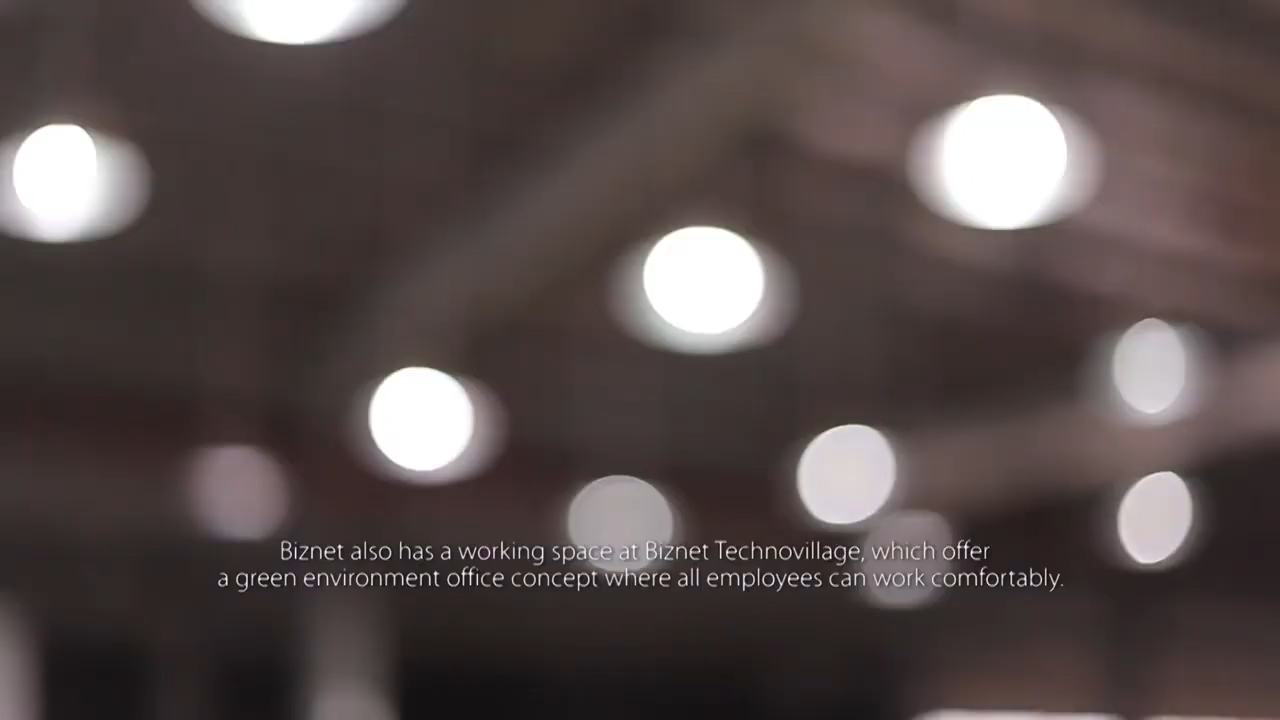 Biznet also has a working space at Biznet Technovillage, which offer
a green environment office concept where all employees can work comfortably.